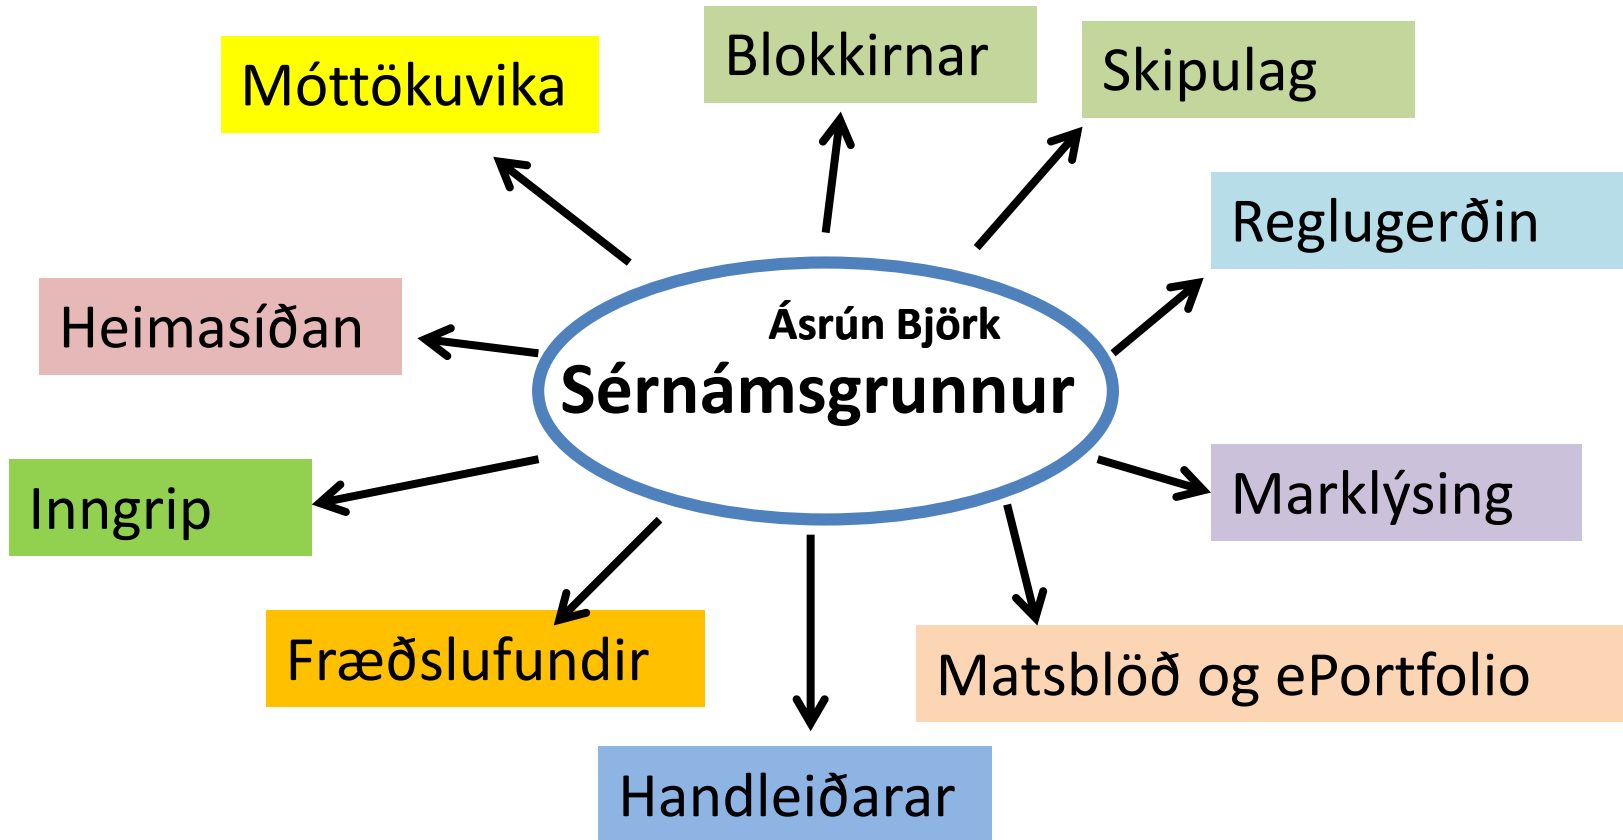 Blokkirnar
Skipulag
Móttökuvika
Reglugerðin
Heimasíðan
Ásrún Björk
Sérnámsgrunnur
Inngrip
Marklýsing
Fræðslufundir
Matsblöð og ePortfolio
Handleiðarar